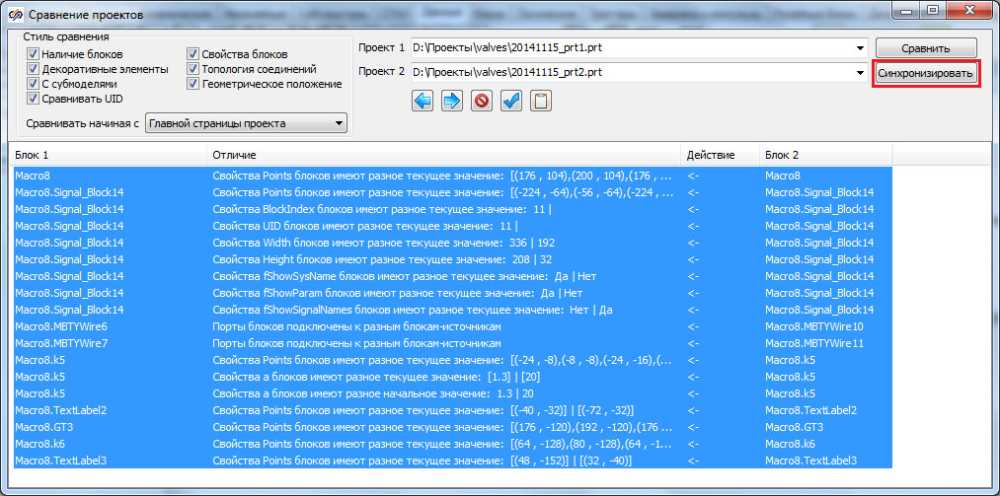 Сравнение проектов
Стиль сравнения
Наличие блоков
Свойства блоков
Декоративные элементы
Топология соединений
С субмоделями
Геометрическое положение
Сравнивать UID
Сравнивать начиная с Главной страницы проекта
Проект 1 D:\Проекты\valves\20141115_prt1.prt Сравнить
Проект 2 D:\Проекты\valves\20141115_prt2.prt Синхронизировать
Блок 1 Отличие Действие Блок 2
Macro8 Свойства Points блоков имеют разное текущее значение: [(176 , 104),(200 , 104),(176 , ... <- Macro8
Macro8.Signal_Block14 Свойства Points блоков имеют разное текущее значение: [(-224 , -64),(-56 , -64),(-224 , ... <- Macro8.Signal_Block14
Macro8.Signal_Block14 Свойства BlockIndex блоков имеют разное текущее значение: 11 | <- Macro8.Signal_Block14
Macro8.Signal_Block14 Свойства UID блоков имеют разное текущее значение: 11 | <- Macro8.Signal_Block14
Macro8.Signal_Block14 Свойства Width блоков имеют разное текущее значение: 336 | 192 <- Macro8.Signal_Block14
Macro8.Signal_Block14 Свойства Height блоков имеют разное текущее значение: 208 | 32 <- Macro8.Signal_Block14
Macro8.Signal_Block14 Свойства fShowSysName блоков имеют разное текущее значение: Да | Нет <- Macro8.Signal_Block14
Macro8.Signal_Block14 Свойства fShowParam блоков имеют разное текущее значение: Да | Нет <- Macro8.Signal_Block14
Macro8.Signal_Block14 Свойства fShowSignalNames блоков имеют разное текущее значение: Нет | Да <- Macro8.Signal_Block14
Macro8.MBTYWire6 Порты блоков подключены к разным блокам-источникам <- Macro8.MBTYWire10
Macro8.MBTYWire7 Порты блоков подключены к разным блокам-источникам <- Macro8.MBTYWire11
Macro8.k5 Свойства Points блоков имеют разное текущее значение: [(-24 , -8),(-8 , -8),(-24 , -16),(... <- Macro8.k5
Macro8.k5 Свойства a блоков имеют разное текущее значение: [1.3] | [20] <- Macro8.k5
Macro8.k5 Свойства a блоков имеют разное начальное значение: 1.3 | 20 <- Macro8.k5
Macro8.TextLabel2 Свойства Points блоков имеют разное текущее значение: [(-40 , -32)] | [(-72 , -32)] <- Macro8.TextLabel2
Macro8.GT3 Свойства Points блоков имеют разное текущее значение: [(176 , -120),(192 , -120),(176 ... <- Macro8.GT3
Macro8.k6 Свойства Points блоков имеют разное текущее значение: [(64 , -128),(80 , -128),(64 , -1... <- Macro8.k6
Macro8.TextLabel3 Свойства Points блоков имеют разное текущее значение: [(48 , -152)] | [(32 , -40)] <- Macro8.TextLabel3